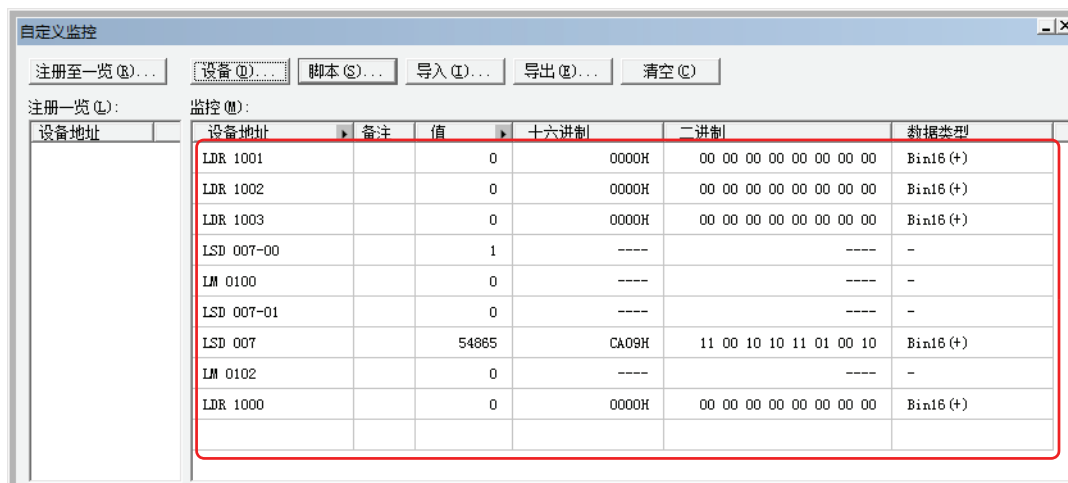 自定义监控
注册至一览(R)... 设备(D)... 脚本(S)... 导入(I)... 导出(E)... 清空(C)
注册一览(L): 监控(M):
设备地址 设备地址 备注 值 十六进制 二进制 数据类型
LDR 1001 0 0000H 00 00 00 00 00 00 00 00 Bin16(+)
LDR 1002 0 0000H 00 00 00 00 00 00 00 00 Bin16(+)
LDR 1003 0 0000H 00 00 00 00 00 00 00 00 Bin16(+)
LSD 007-00 1 ---- ---- -
LM 0100 0 ---- ---- -
LSD 007-01 0 ---- ---- -
LSD 007 54865 CA09H 11 00 10 10 11 01 00 10 Bin16(+)
LM 0102 0 ---- ---- -
LDR 1000 0 0000H 00 00 00 00 00 00 00 00 Bin16(+)